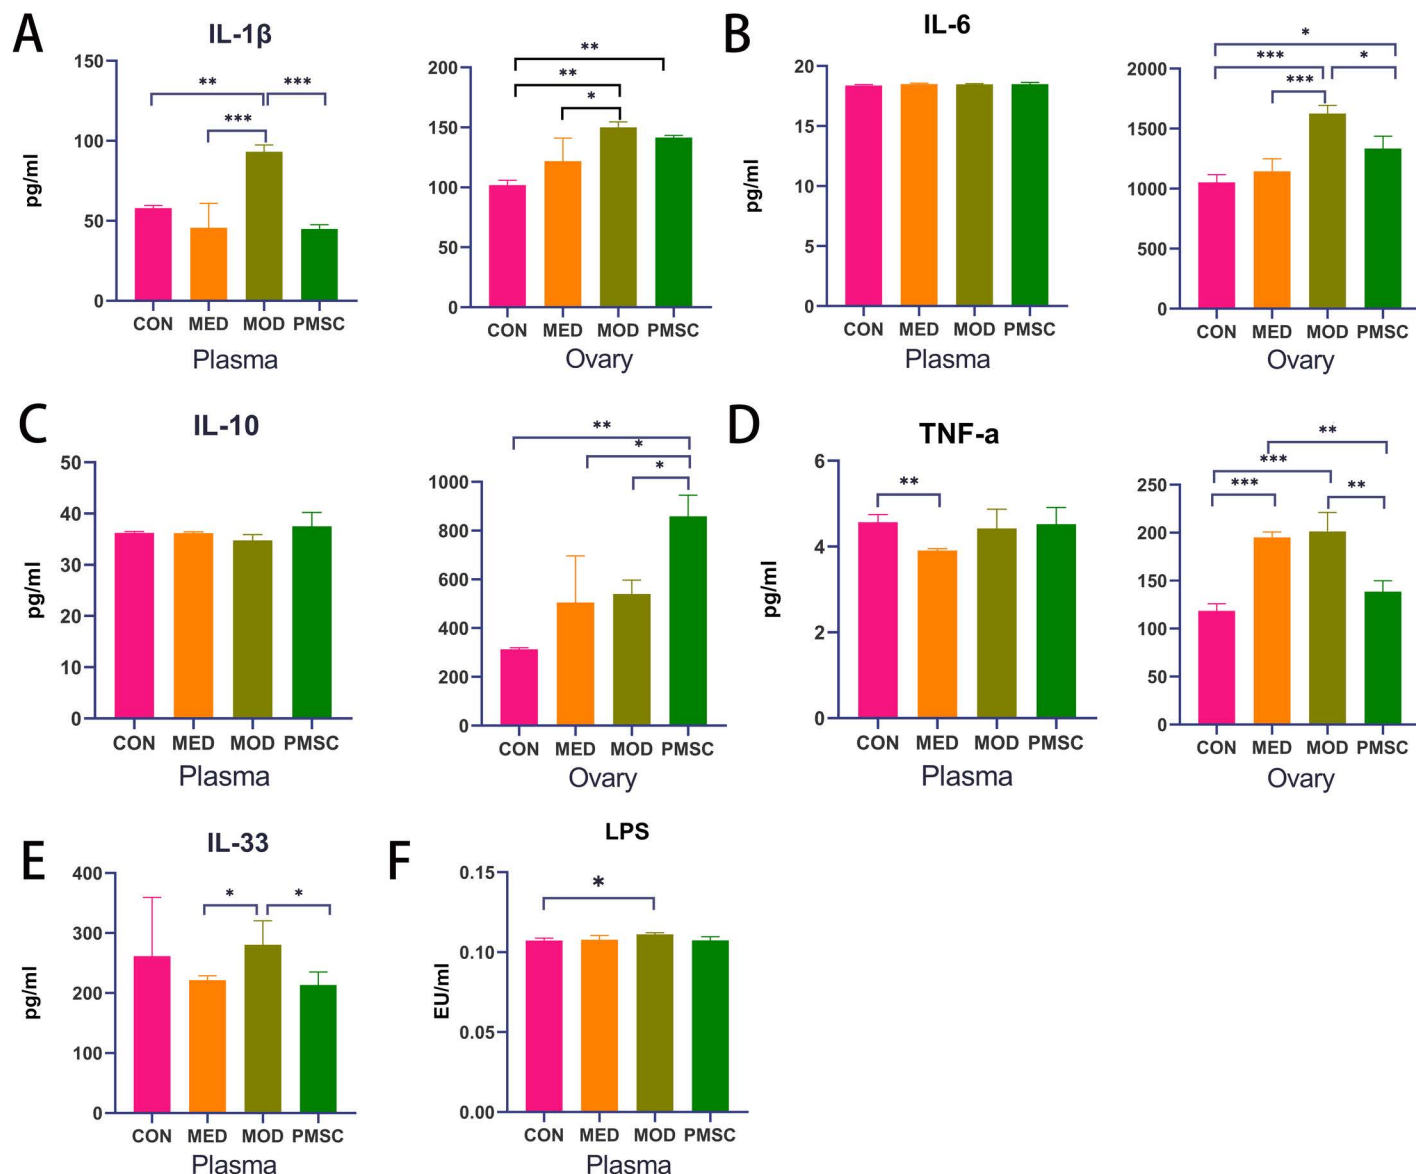 A
IL-1β
**
***
***
pg/ml
150
100
50
0
CON MED MOD PMSC
Plasma
**
**
*
200
150
100
50
0
CON MED MOD PMSC
Ovary
B
IL-6
pg/ml
20
15
10
5
0
CON MED MOD PMSC
Plasma
*
***
*
***
2000
1500
1000
500
0
CON MED MOD PMSC
Ovary
C
IL-10
pg/ml
50
40
30
20
10
0
CON MED MOD PMSC
Plasma
**
*
*
1000
800
600
400
200
0
CON MED MOD PMSC
Ovary
D
TNF-a
**
pg/ml
6
4
2
0
CON MED MOD PMSC
Plasma
**
***
***
**
250
200
150
100
50
0
CON MED MOD PMSC
Ovary
E
IL-33
*
*
pg/ml
400
300
200
100
0
CON MED MOD PMSC
Plasma
F
LPS
*
EU/ml
0.15
0.10
0.05
0.00
CON MED MOD PMSC
Plasma